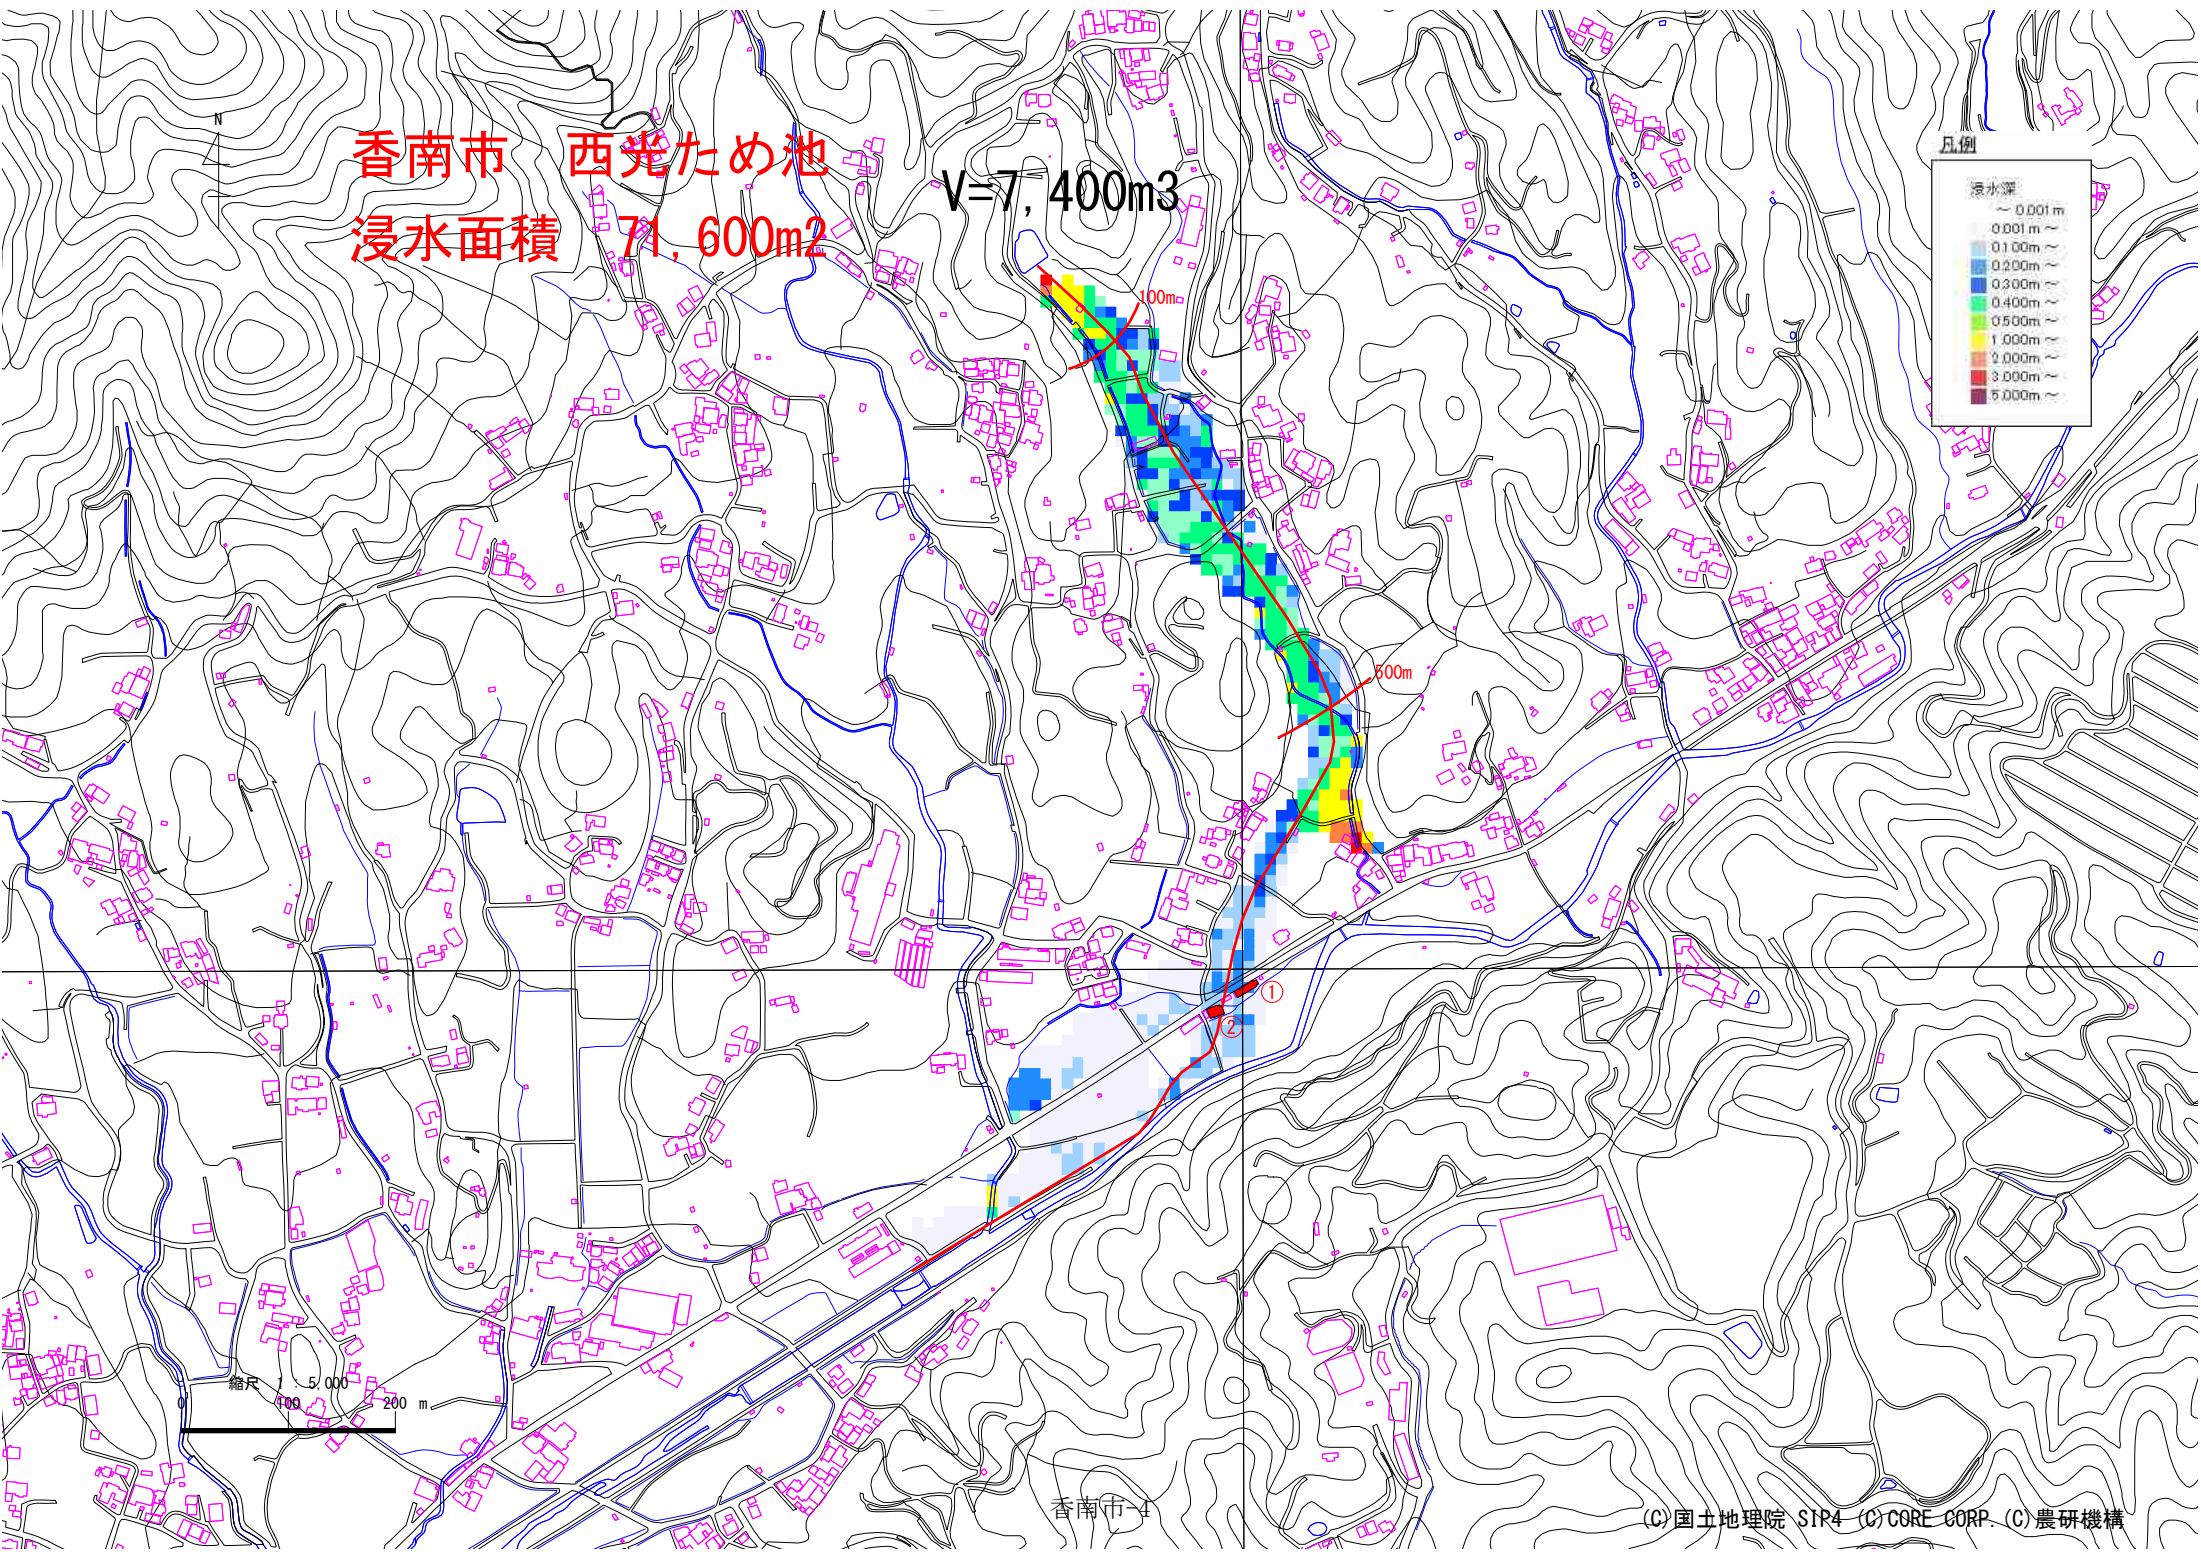 N
香南市 西光ため池
浸水面積 71,600m2
V=7,400m3
凡例
浸水深
～ 0.001m
0.001m ～
0.100m ～
0.200m ～
0.300m ～
0.400m ～
0.500m ～
1.000m ～
2.000m ～
3.000m ～
5.000m ～
100m
500m
①
②
縮尺 1 : 5,000
0 100 200 m
香南市-4
(C)国土地理院 SIP4 (C)CORE CORP. (C)農研機構